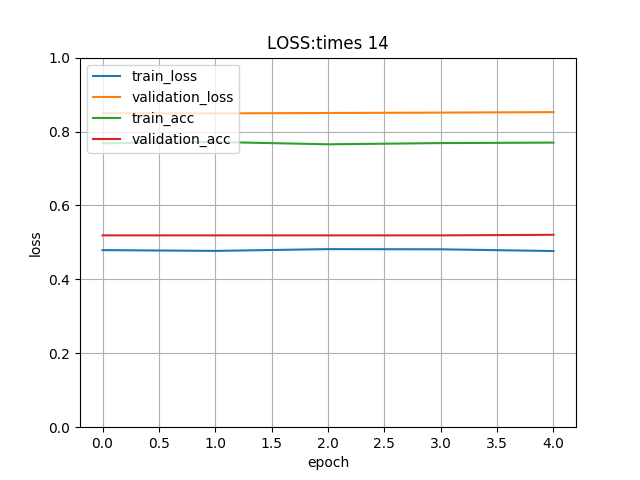 LOSS:times 14
1.0
0.8
0.6
0.4
0.2
0.0
loss
train_loss
validation_loss
train_acc
validation_acc
0.0 0.5 1.0 1.5 2.0 2.5 3.0 3.5 4.0
epoch